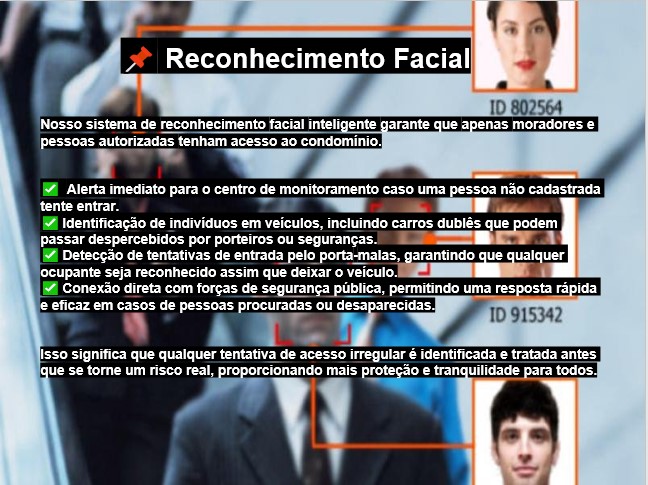 📌 Reconhecimento Facial
ID 802564
Nosso sistema de reconhecimento facial inteligente garante que apenas moradores e
pessoas autorizadas tenham acesso ao condomínio.
✅ Alerta imediato para o centro de monitoramento caso uma pessoa não cadastrada
tente entrar.
✅ Identificação de indivíduos em veículos, incluindo carros dublês que podem
passar despercebidos por porteiros ou seguranças.
✅ Detecção de tentativas de entrada pelo porta-malas, garantindo que qualquer
ocupante seja reconhecido assim que deixar o veículo.
✅ Conexão direta com forças de segurança pública, permitindo uma resposta rápida
e eficaz em casos de pessoas procuradas ou desaparecidas.
ID 915342
Isso significa que qualquer tentativa de acesso irregular é identificada e tratada antes
que se torne um risco real, proporcionando mais proteção e tranquilidade para todos.